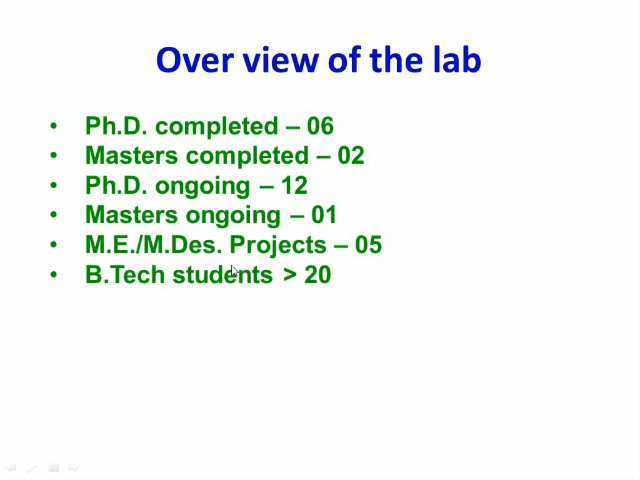 Over view of the lab
• Ph.D. completed – 06
• Masters completed – 02
• Ph.D. ongoing – 12
• Masters ongoing – 01
• M.E./M.Des. Projects – 05
• B.Tech students > 20